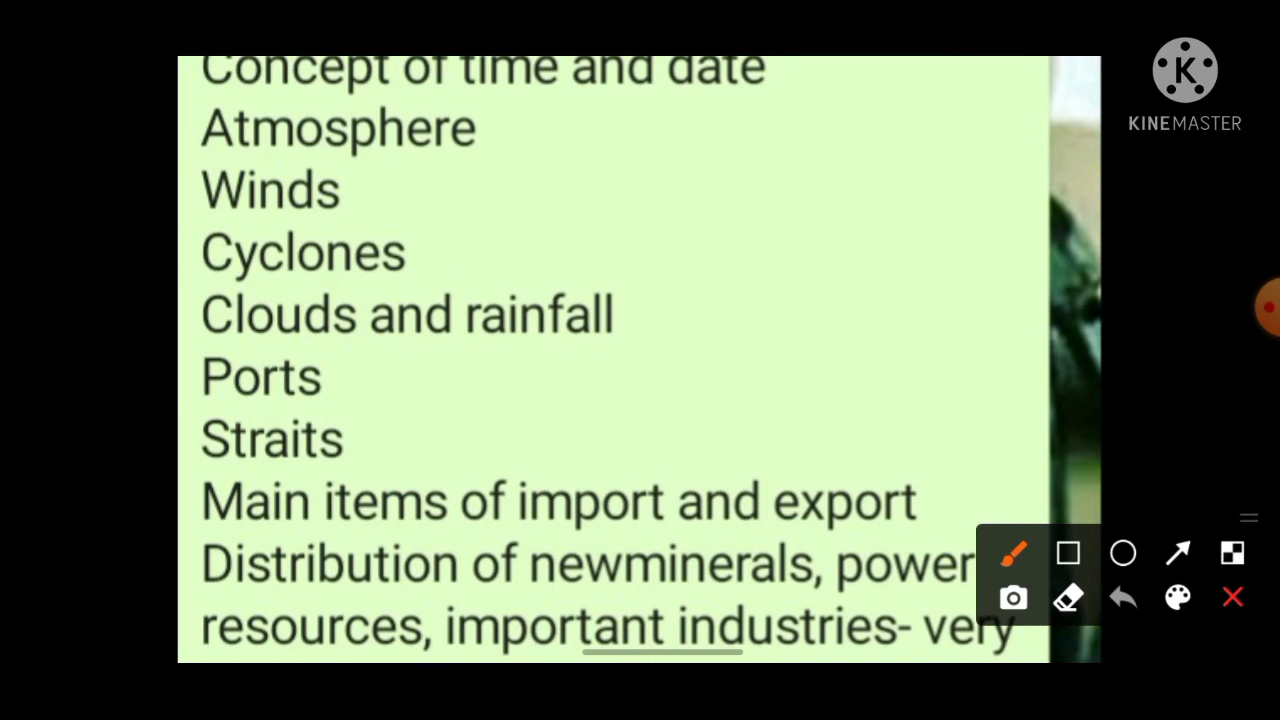 Concept of time and date
Atmosphere
Winds
Cyclones
Clouds and rainfall
Ports
Straits
Main items of import and export
Distribution of newminerals, power
resources, important industries- very
KINEMASTER